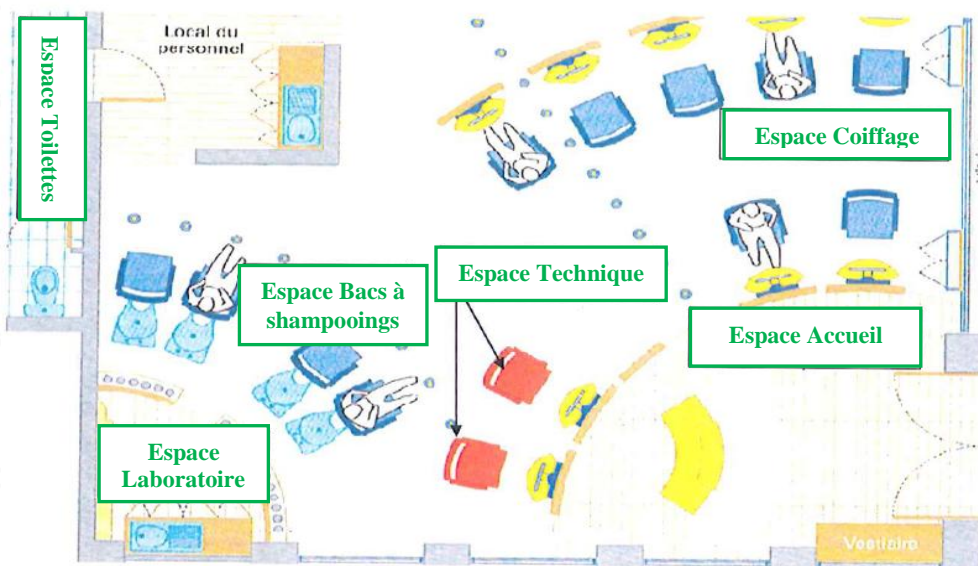 Espace Toilettes
Local du
personnel
Espace Coiffage
Espace Technique
Espace Bacs à
shampooings
Espace Accueil
Espace
Laboratoire
Vestiaire